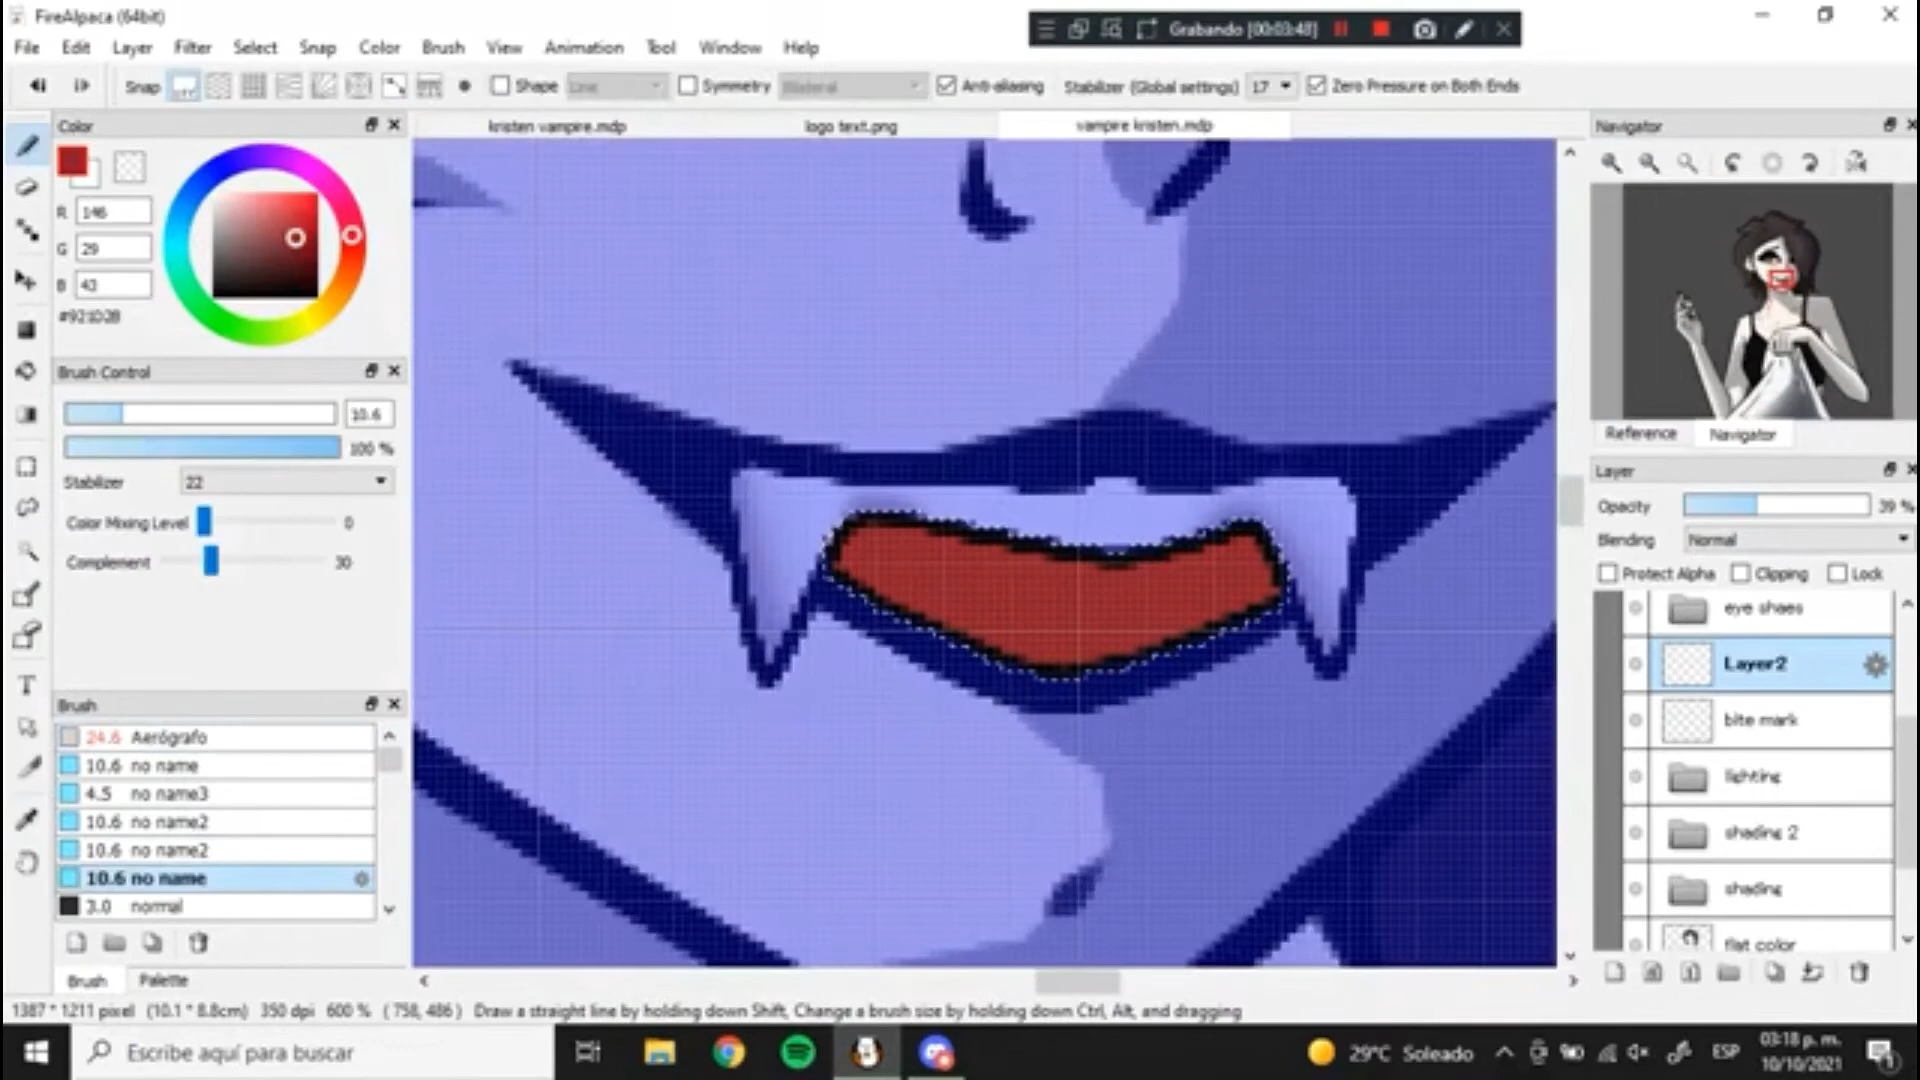 FireAlpaca (64bit)
Grabando [00:03:48]
File Edit Layer Filter Select Snap Color Brush View Animation Tool Window Help
Snap Shape Line Symmetry Bilateral Anti-aliasing Stabilizer (Global settings) 17 Zero Pressure on Both Ends
Color
kristen vampire.mdp logo text.png vampire kristen.mdp
Navigator
R 146
G 29
B 43
#921D2B
Brush Control
10.6
100 %
Stabilizer 22
Color Mixing Level 0
Complement 30
Reference Navigator
Layer
Opacity 39 %
Blending Normal
Protect Alpha Clipping Lock
eye shaes
Layer2
bite mark
lighting
shading 2
shading
flat color
Brush
24.6 Aerógrafo
10.6 no name
4.5 no name3
10.6 no name2
10.6 no name2
10.6 no name
3.0 normal
Brush Palette
1387 * 1211 pixel (10.1 * 8.8cm) 350 dpi 600 % ( 758, 486 ) Draw a straight line by holding down Shift, Change a brush size by holding down Ctrl, Alt, and dragging
Escribe aquí para buscar
29°C Soleado
ESP
03:18 p. m.
10/10/2021
1